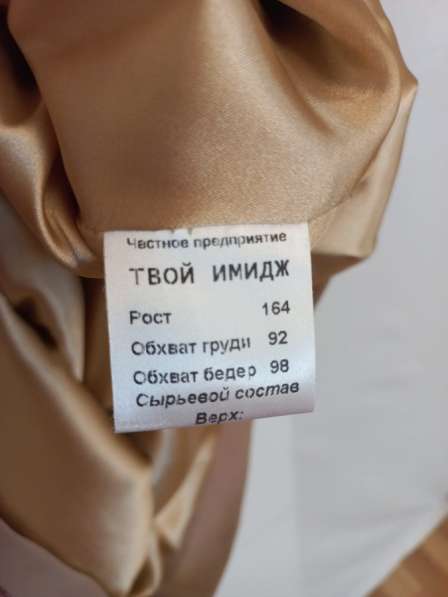 Частное предприятие
ТВОЙ ИМИДЖ
Рост 164
Обхват груди 92
Обхват бедер 98
Сырьевой состав
Верх: